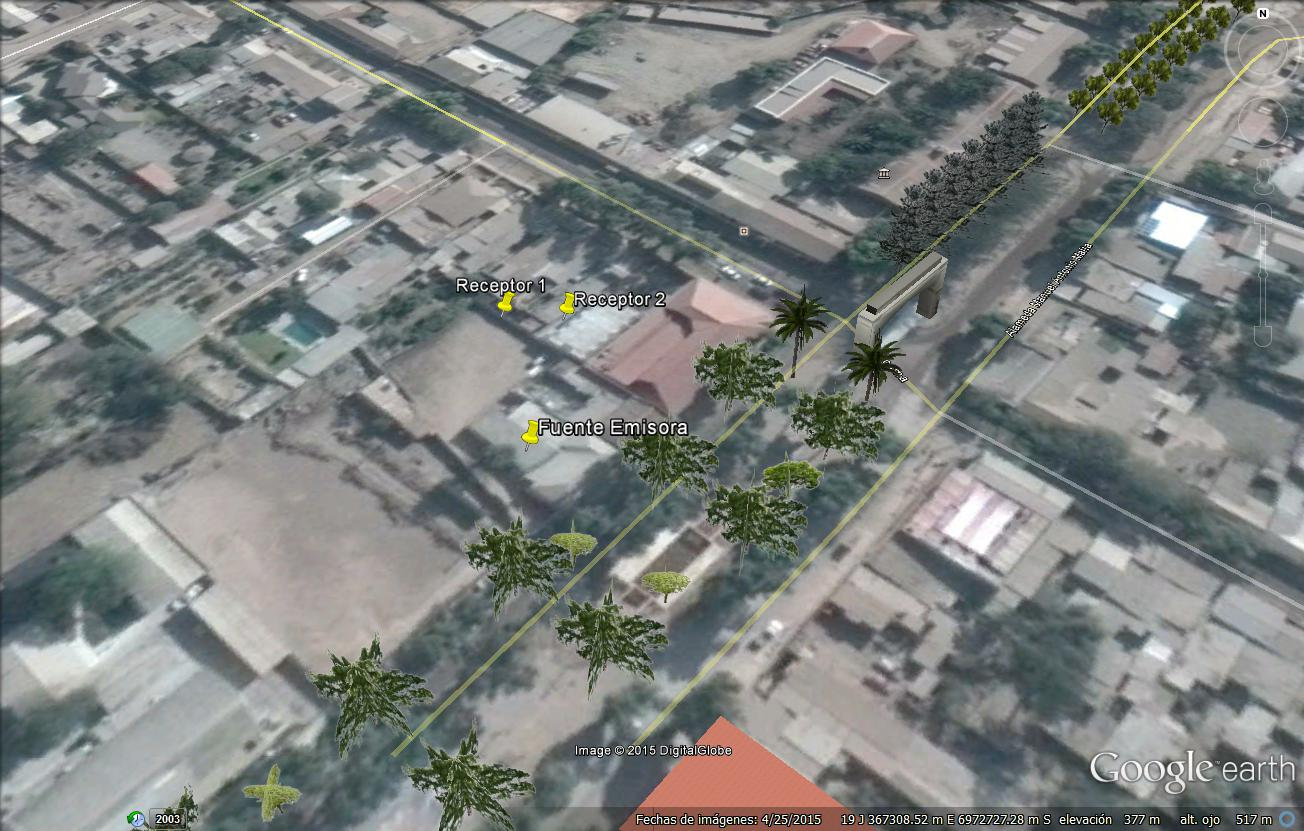 N
Receptor 1
Receptor 2
Fuente Emisora
Image © 2015 DigitalGlobe
Google earth
2003
Fechas de imágenes: 4/25/2015 19 J 367308.52 m E 6972727.28 m S elevación 377 m alt. ojo 517 m